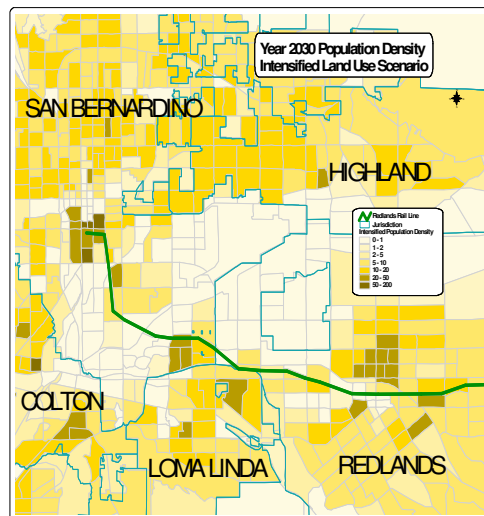 Year 2030 Population Density
Intensified Land Use Scenario
SAN BERNARDINO
HIGHLAND
Redlands Rail Line
Jurisdiction
Intensified Population Density
0 - 1
1 - 2
2 - 5
5 - 10
10 - 20
20 - 50
50 - 200
COLTON
LOMA LINDA
REDLANDS